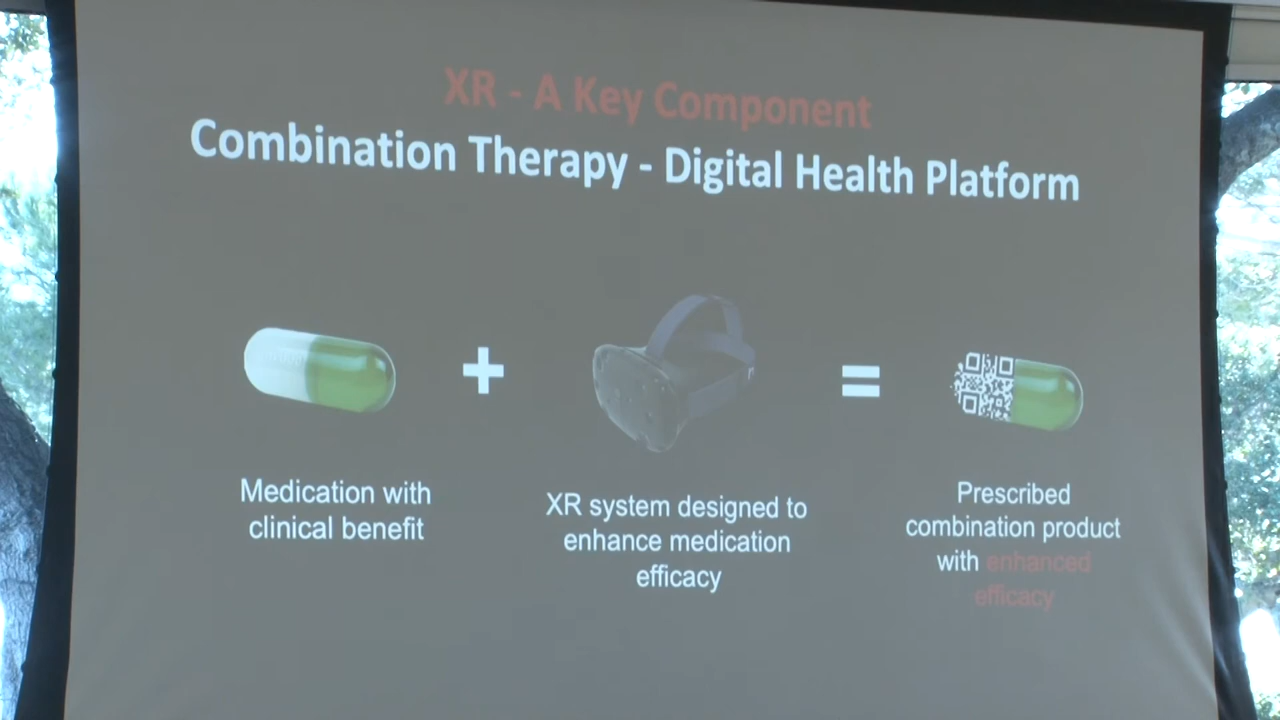 XR - A Key Component
Combination Therapy - Digital Health Platform
Medication with
clinical benefit
XR system designed to
enhance medication
efficacy
Prescribed
combination product
with enhanced
efficacy